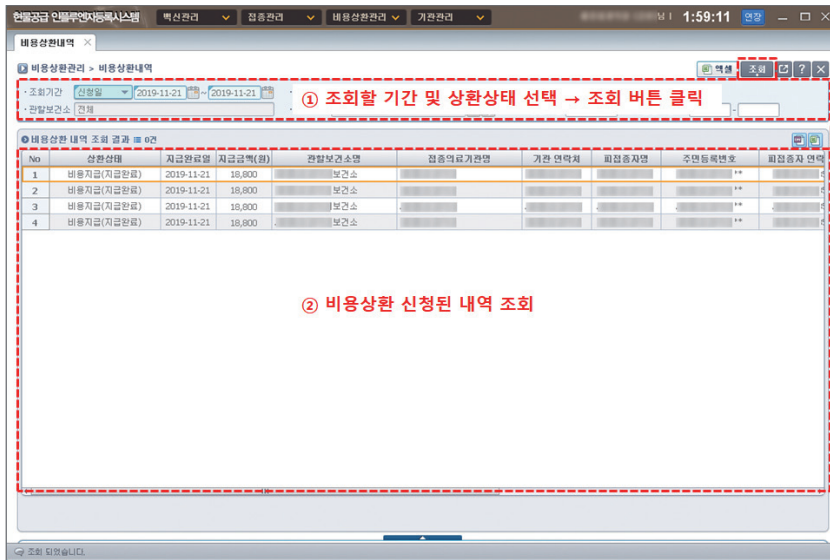 현물공급 인플루엔자등록시스템 백신관리 접종관리 비용상환관리 기관관리 님 | 1:59:11 연장
비용상환내역
비용상환관리 > 비용상환내역 엑셀 조회 ?
· 조회기간 신청일 2019-11-21 ~ 2019-11-21
① 조회할 기간 및 상환상태 선택 → 조회 버튼 클릭
· 관할보건소 전체 -
비용상환 내역 조회 결과 0건
No 상환상태 지급완료일 지급금액(원) 관할보건소명 접종의료기관명 기관 연락처 피접종자명 주민등록번호 피접종자 연락
1 비용지급(지급완료) 2019-11-21 18,800 보건소 **
2 비용지급(지급완료) 2019-11-21 18,800 보건소 **
3 비용지급(지급완료) 2019-11-21 18,800 보건소 **
4 비용지급(지급완료) 2019-11-21 18,800 보건소 **
② 비용상환 신청된 내역 조회
조회 되었습니다.